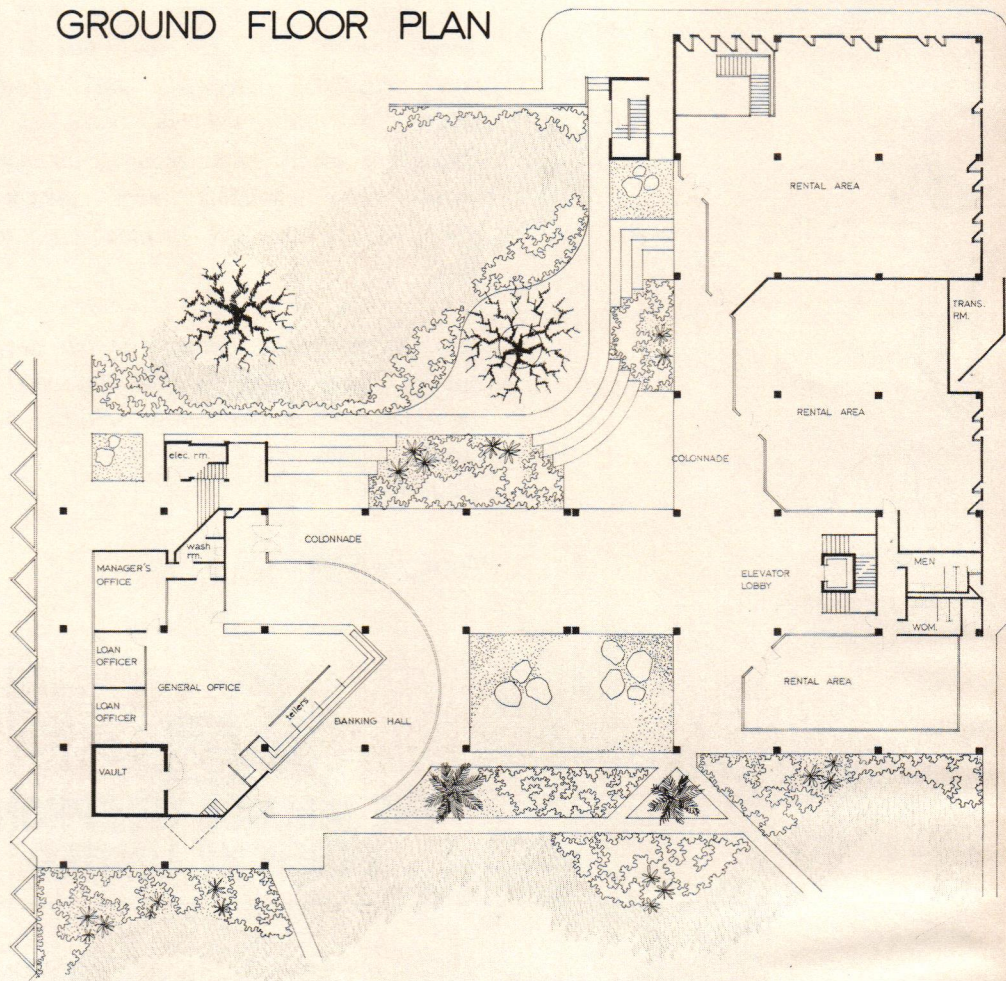 GROUND FLOOR PLAN
RENTAL AREA
TRANS.
RM.
RENTAL AREA
COLONNADE
elec. rm.
COLONNADE
wash
rm.
MANAGER'S
OFFICE
ELEVATOR
LOBBY
MEN
WOM.
LOAN
OFFICER
GENERAL OFFICE
LOAN
OFFICER
tellers
BANKING HALL
RENTAL AREA
VAULT